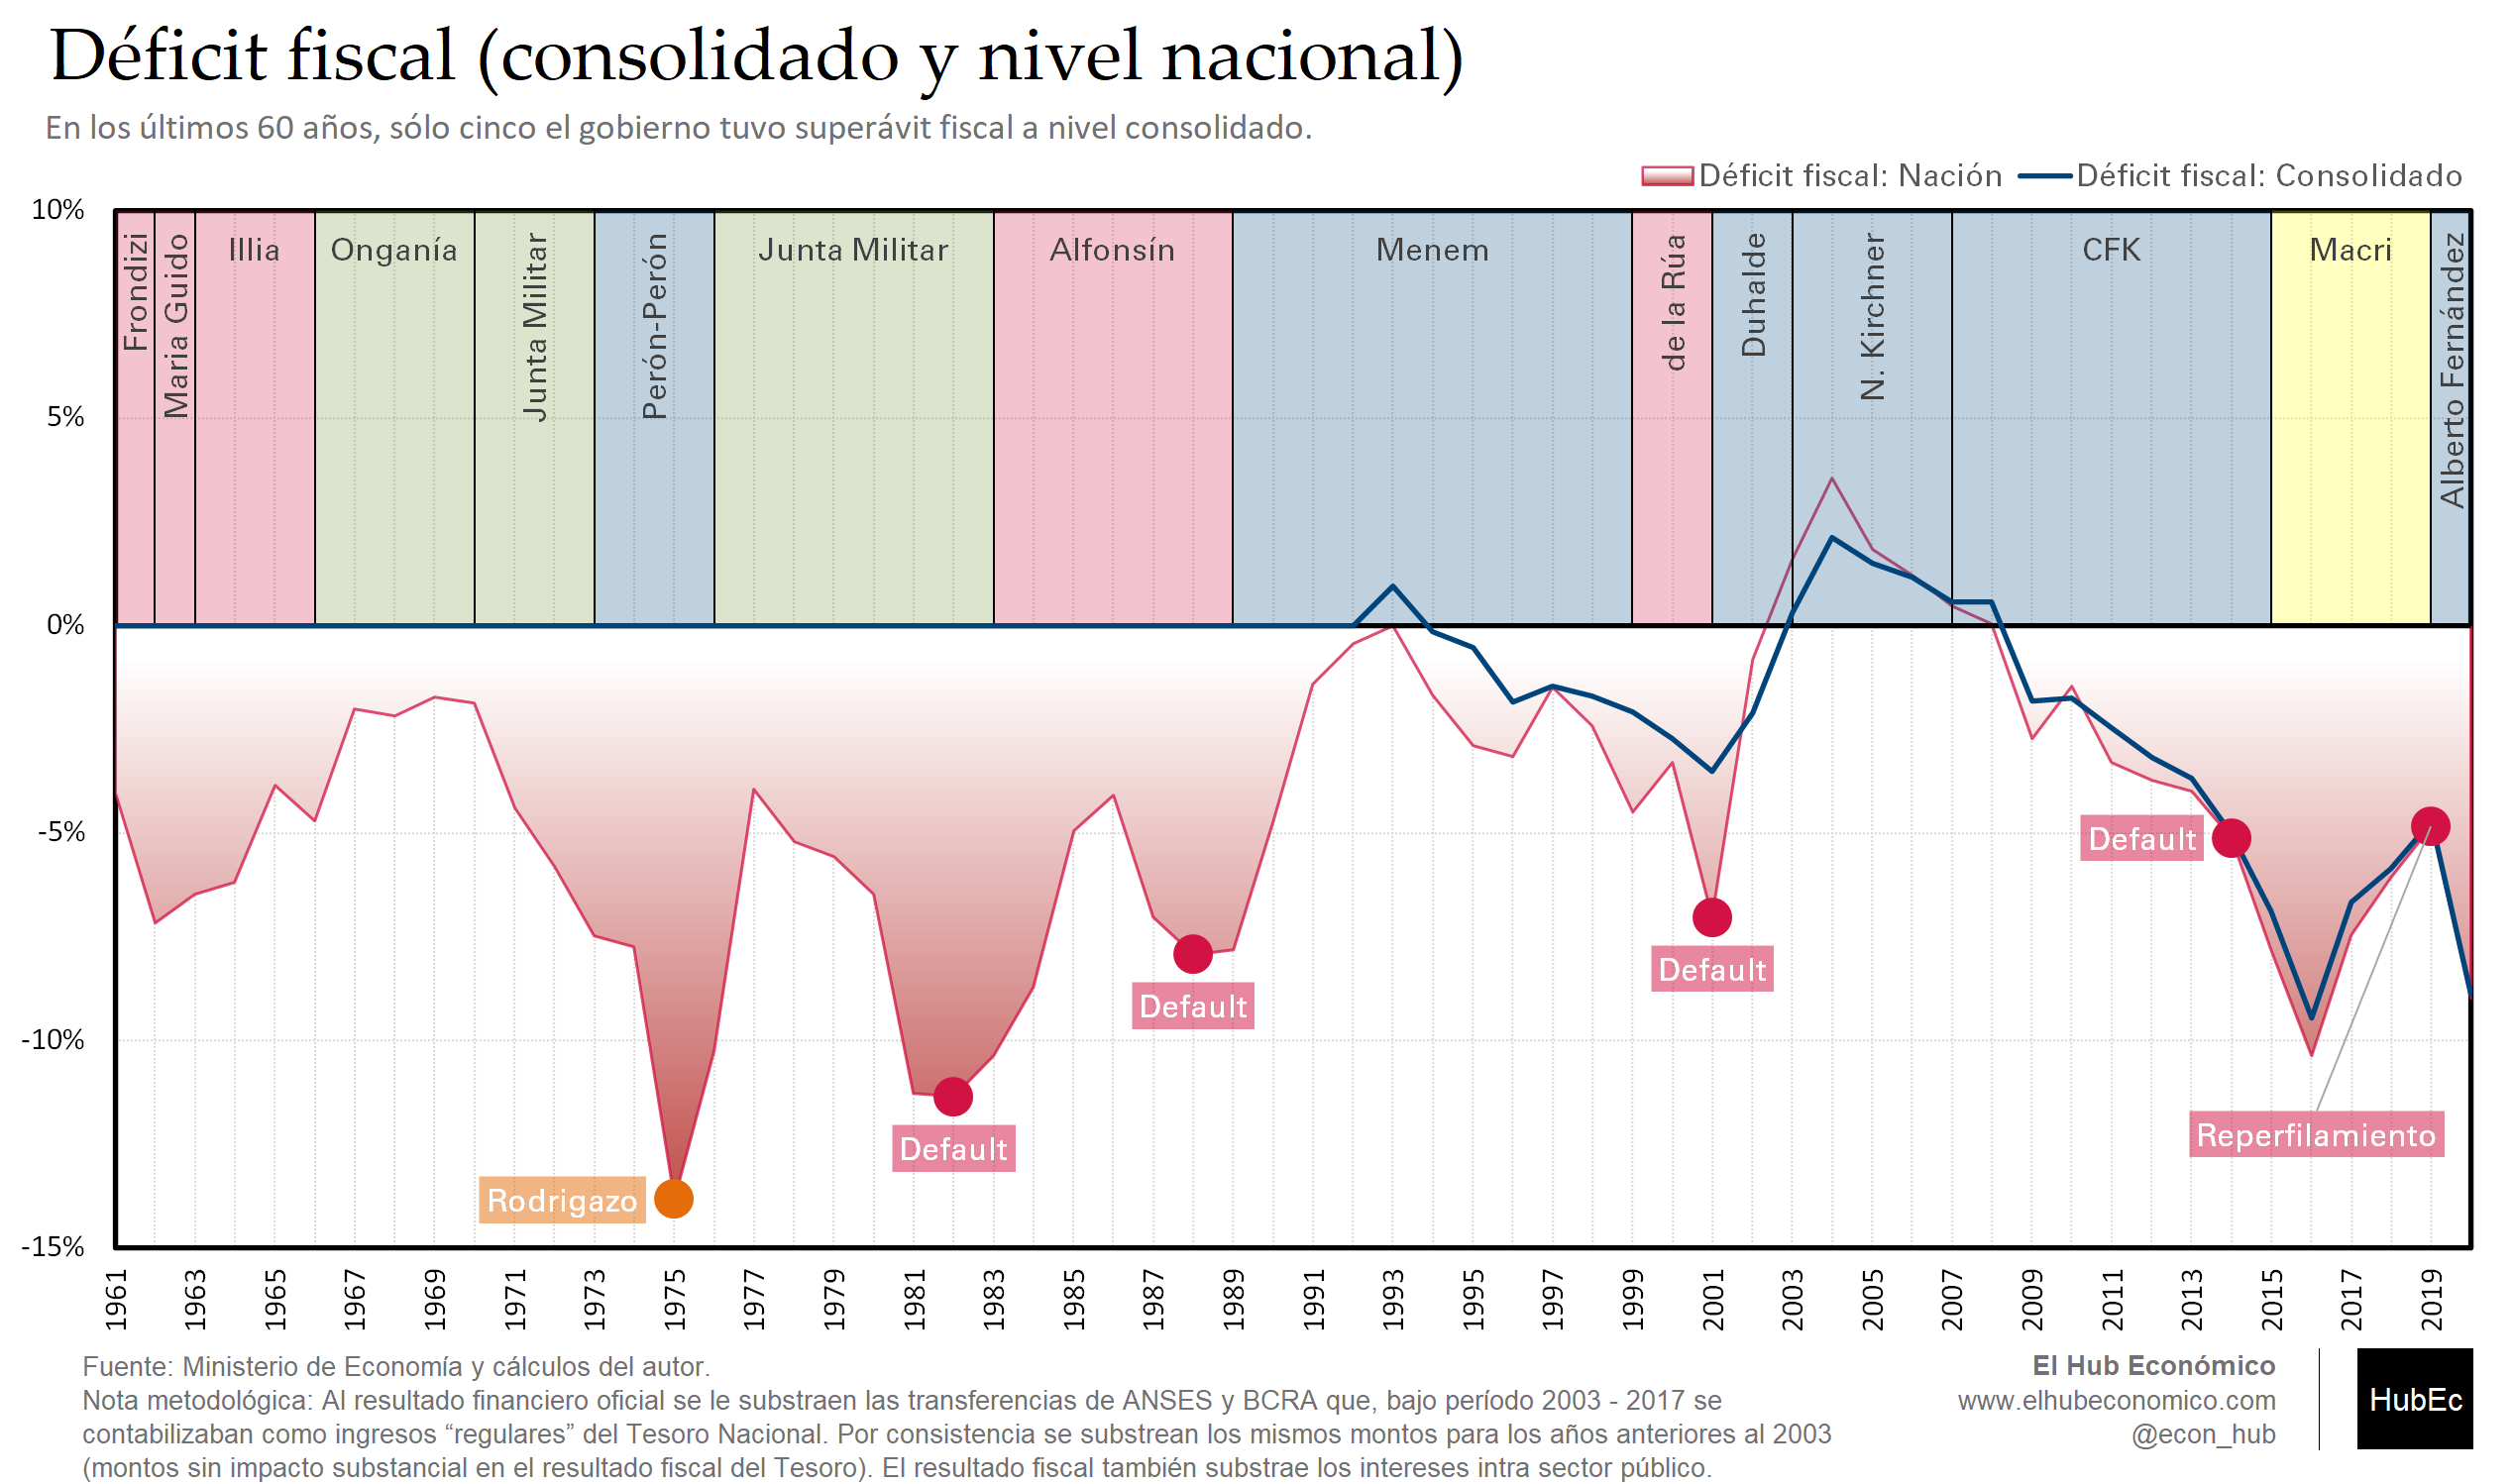 Déficit fiscal (consolidado y nivel nacional)
En los últimos 60 años, sólo cinco el gobierno tuvo superávit fiscal a nivel consolidado.
Déficit fiscal: Nación
Déficit fiscal: Consolidado
10%
5%
0%
-5%
-10%
-15%
Frondizi
Maria Guido
Illia
Onganía
Junta Militar
Perón-Perón
Junta Militar
Alfonsín
Menem
de la Rúa
Duhalde
N. Kirchner
CFK
Macri
Alberto Fernández
Rodrigazo
Default
Default
Default
Default
Reperfilamiento
1961
1963
1965
1967
1969
1971
1973
1975
1977
1979
1981
1983
1985
1987
1989
1991
1993
1995
1997
1999
2001
2003
2005
2007
2009
2011
2013
2015
2017
2019
Fuente: Ministerio de Economía y cálculos del autor.
Nota metodológica: Al resultado financiero oficial se le substraen las transferencias de ANSES y BCRA que, bajo período 2003 - 2017 se
contabilizaban como ingresos “regulares” del Tesoro Nacional. Por consistencia se substrean los mismos montos para los años anteriores al 2003
(montos sin impacto substancial en el resultado fiscal del Tesoro). El resultado fiscal también substrae los intereses intra sector público.
El Hub Económico
www.elhubeconomico.com
@econ_hub
HubEc